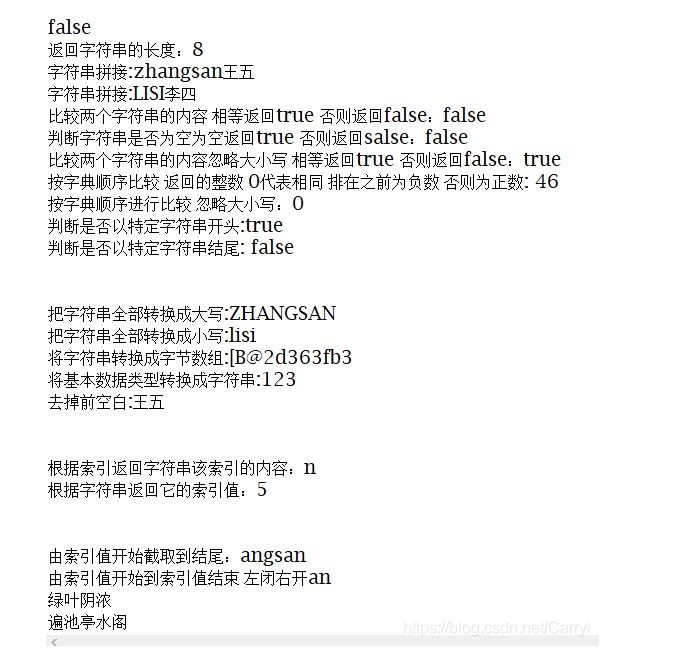 false
返回字符串的长度：8
字符串拼接:zhangsan王五
字符串拼接:LISI李四
比较两个字符串的内容 相等返回true 否则返回false：false
判断字符串是否为空为空返回true 否则返回salse：false
比较两个字符串的内容忽略大小写 相等返回true 否则返回false：true
按字典顺序比较 返回的整数 0代表相同 排在之前为负数 否则为正数: 46
按字典顺序进行比较 忽略大小写：0
判断是否以特定字符串开头:true
判断是否以特定字符串结尾: false
把字符串全部转换成大写:ZHANGSAN
把字符串全部转换成小写:lisi
将字符串转换成字节数组:[B@2d363fb3
将基本数据类型转换成字符串:123
去掉前空白:王五
根据索引返回字符串该索引的内容：n
根据字符串返回它的索引值：5
由索引值开始截取到结尾：angsan
由索引值开始到索引值结束 左闭右开an
绿叶阴浓
遍池亭水阁
https://blog.csdn.net/Carryi